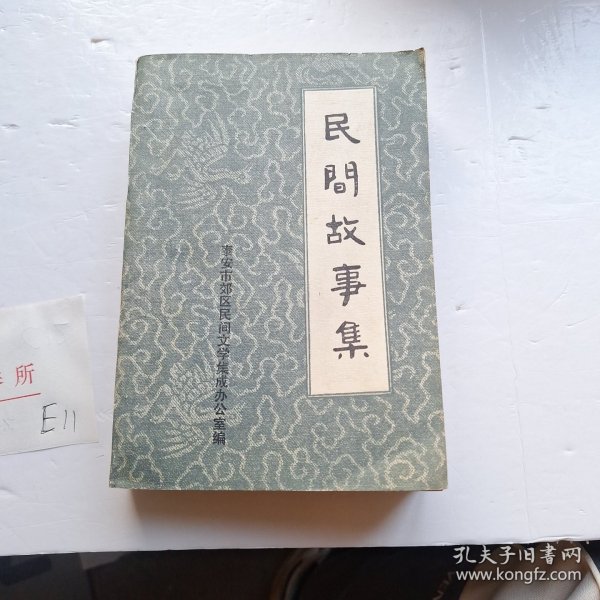 民間故事集
泰安市郊区民间文学集成办公室编
所
E11
孔夫子旧书网
www.kongfz.com